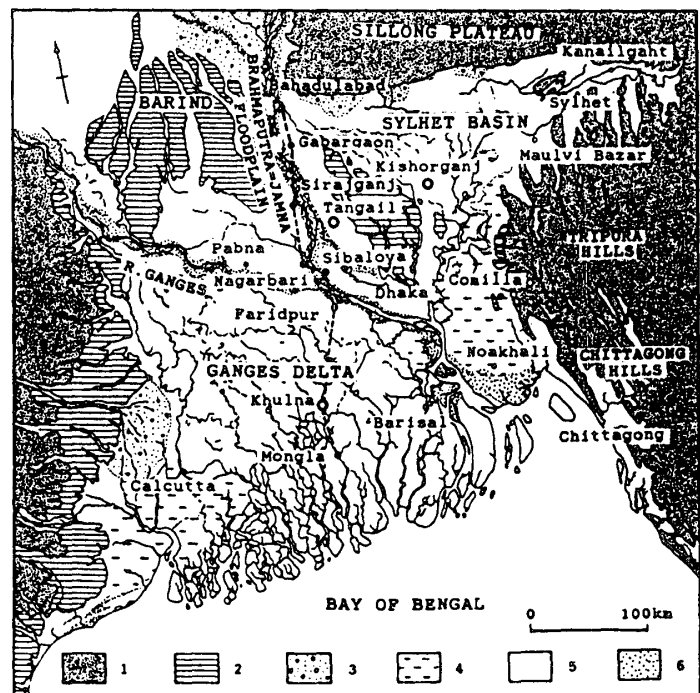 SILLONG PLATEAU
Kanailgaht
Bahadulabad
BARIND
Sylhet
BRAHMAPUTRA-JAMNA
FLOODPLAIN
SYLHET BASIN
Gabargaon
Maulvi Bazar
Kishorganj
Sirajganj
Tangail
TRIPURA
HILLS
Pabna
Sibaloya
R. GANGES
Nagarbari
Dhaka
Comilla
Faridpur
Noakhali
CHITTAGONG
HILLS
GANGES DELTA
Khulna
Barisal
Chittagong
Mongla
Calcutta
BAY OF BENGAL
0 100km
1 2 3 4 5 6